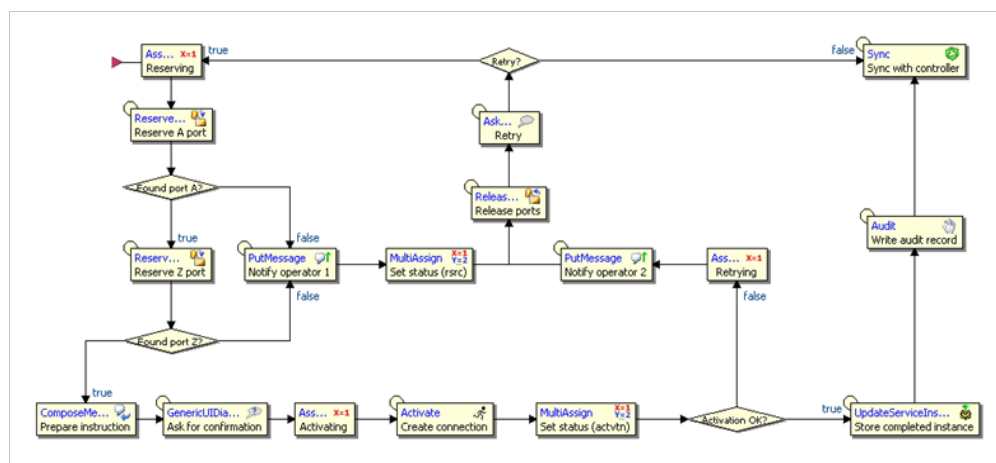 Ass... X=1
Reserving
true
Retry?
false
Sync
Sync with controller
Reserve...
Reserve A port
Ask...
Retry
Found port A?
Releas...
Release ports
true
false
Audit
Write audit record
Reserv...
Reserve Z port
PutMessage
Notify operator 1
MultiAssign X=1 Y=2
Set status (rsrc)
PutMessage
Notify operator 2
Ass... X=1
Retrying
false
false
Found port Z?
true
ComposeMe...
Prepare instruction
GenericUIDia...
Ask for confirmation
Ass... X=1
Activating
Activate
Create connection
MultiAssign X=1 Y=2
Set status (actvtn)
Activation OK?
true
UpdateServiceIns...
Store completed instance